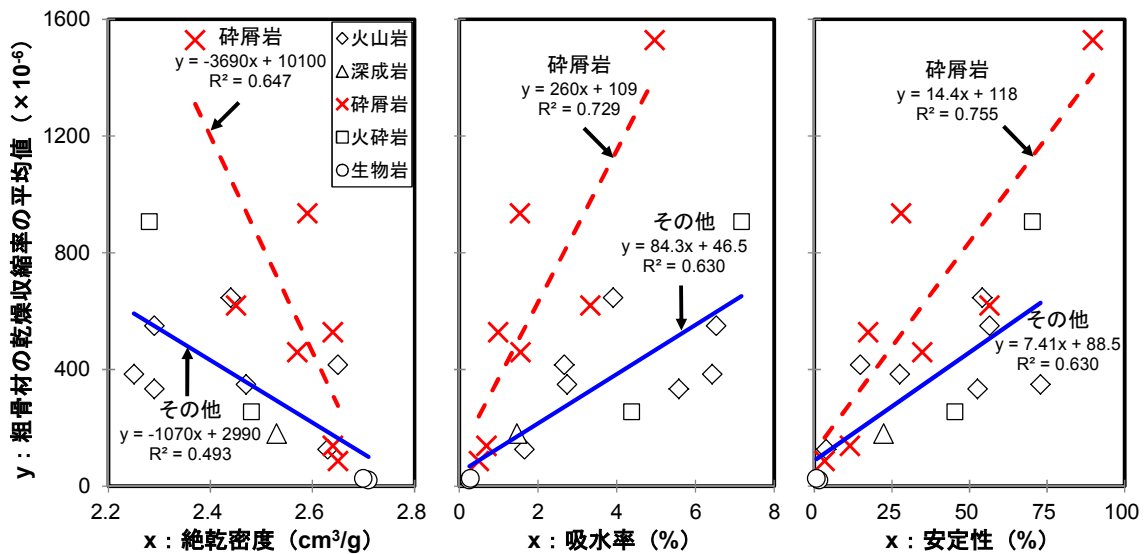 y：粗骨材の乾燥収縮率の平均値（×10⁻⁶）
1600
1200
800
400
0
砕屑岩
y = -3690x + 10100
R² = 0.647
火山岩
深成岩
砕屑岩
火砕岩
生物岩
その他
y = -1070x + 2990
R² = 0.493
2.2
2.4
2.6
2.8
x：絶乾密度（cm³/g）
砕屑岩
y = 260x + 109
R² = 0.729
その他
y = 84.3x + 46.5
R² = 0.630
0
2
4
6
8
x：吸水率（%）
砕屑岩
y = 14.4x + 118
R² = 0.755
その他
y = 7.41x + 88.5
R² = 0.630
0
25
50
75
100
x：安定性（%）